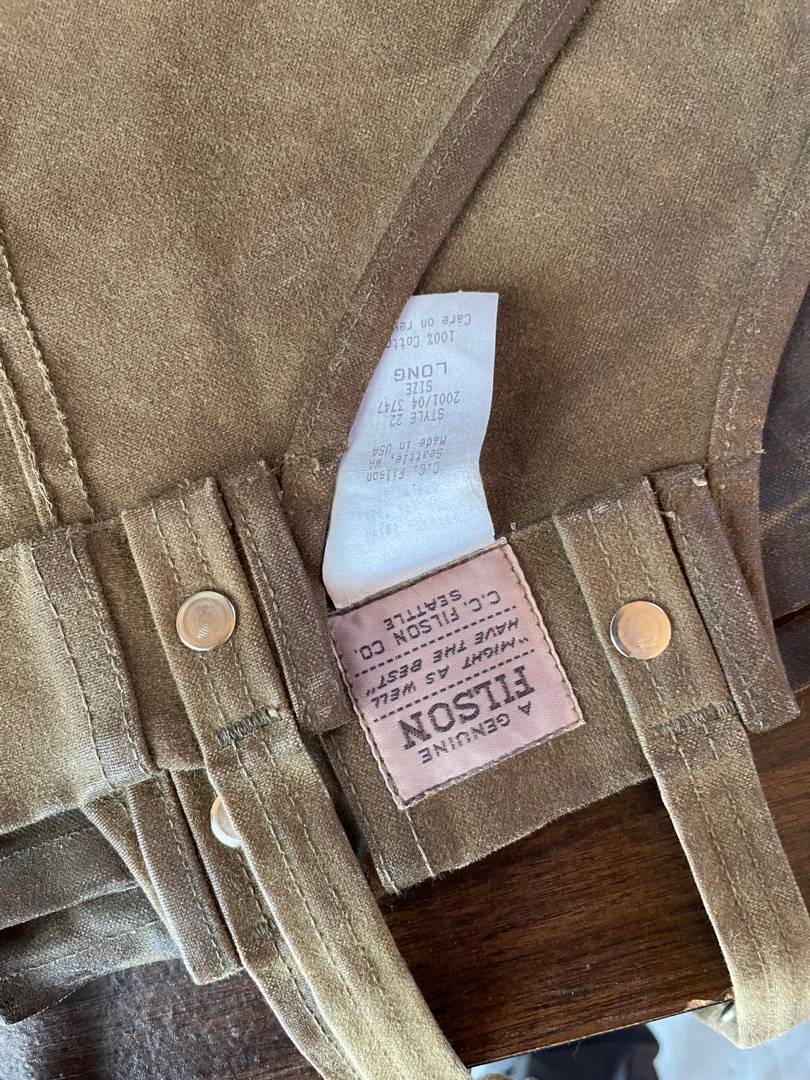 A GENUINE
FILSON
"MIGHT AS WELL
HAVE THE BEST"
C.C. FILSON CO.
SEATTLE
C.C. Filson
Seattle, WA
Made in USA
STYLE 22
2001/04 3747
SIZE
LONG
100% Cotto
Care on rev